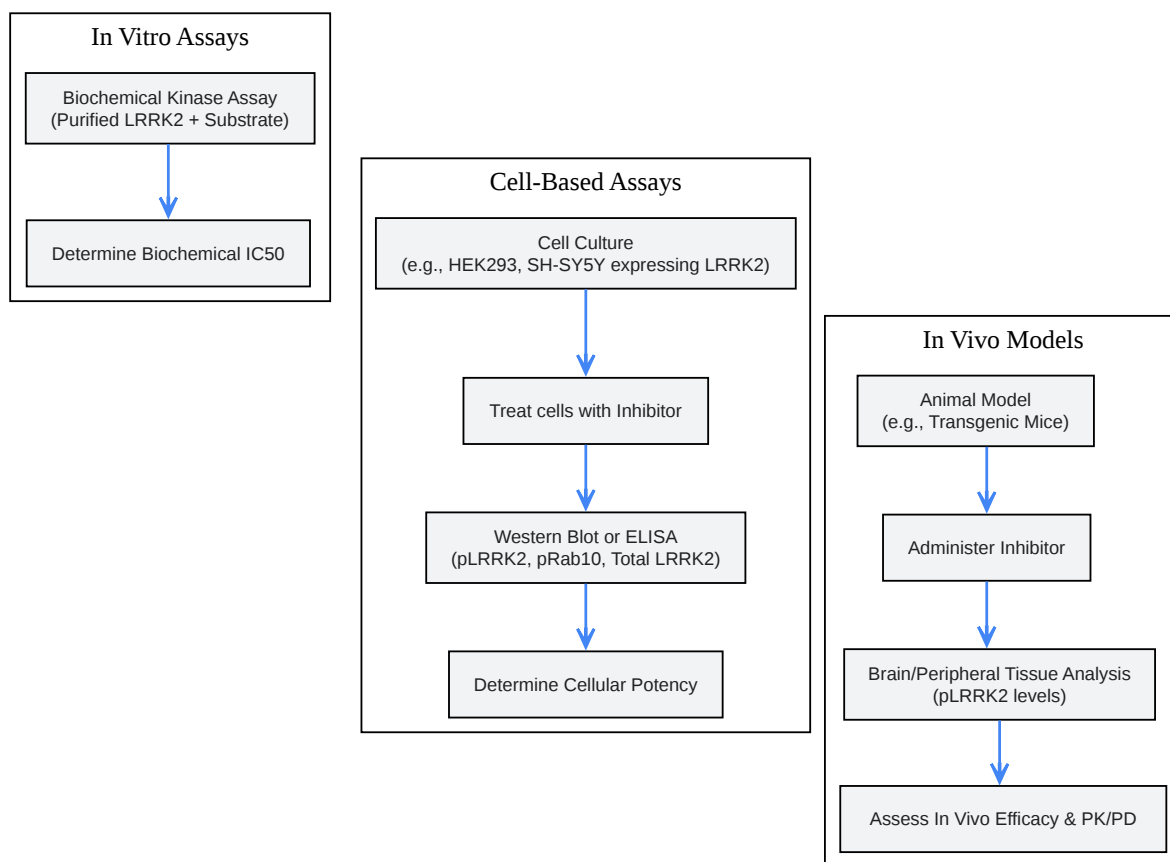 In Vitro Assays
Biochemical Kinase Assay
(Purified LRRK2 + Substrate)
Determine Biochemical IC50
Cell-Based Assays
Cell Culture
(e.g., HEK293, SH-SY5Y expressing LRRK2)
Treat cells with Inhibitor
Western Blot or ELISA
(pLRRK2, pRab10, Total LRRK2)
Determine Cellular Potency
In Vivo Models
Animal Model
(e.g., Transgenic Mice)
Administer Inhibitor
Brain/Peripheral Tissue Analysis
(pLRRK2 levels)
Assess In Vivo Efficacy & PK/PD